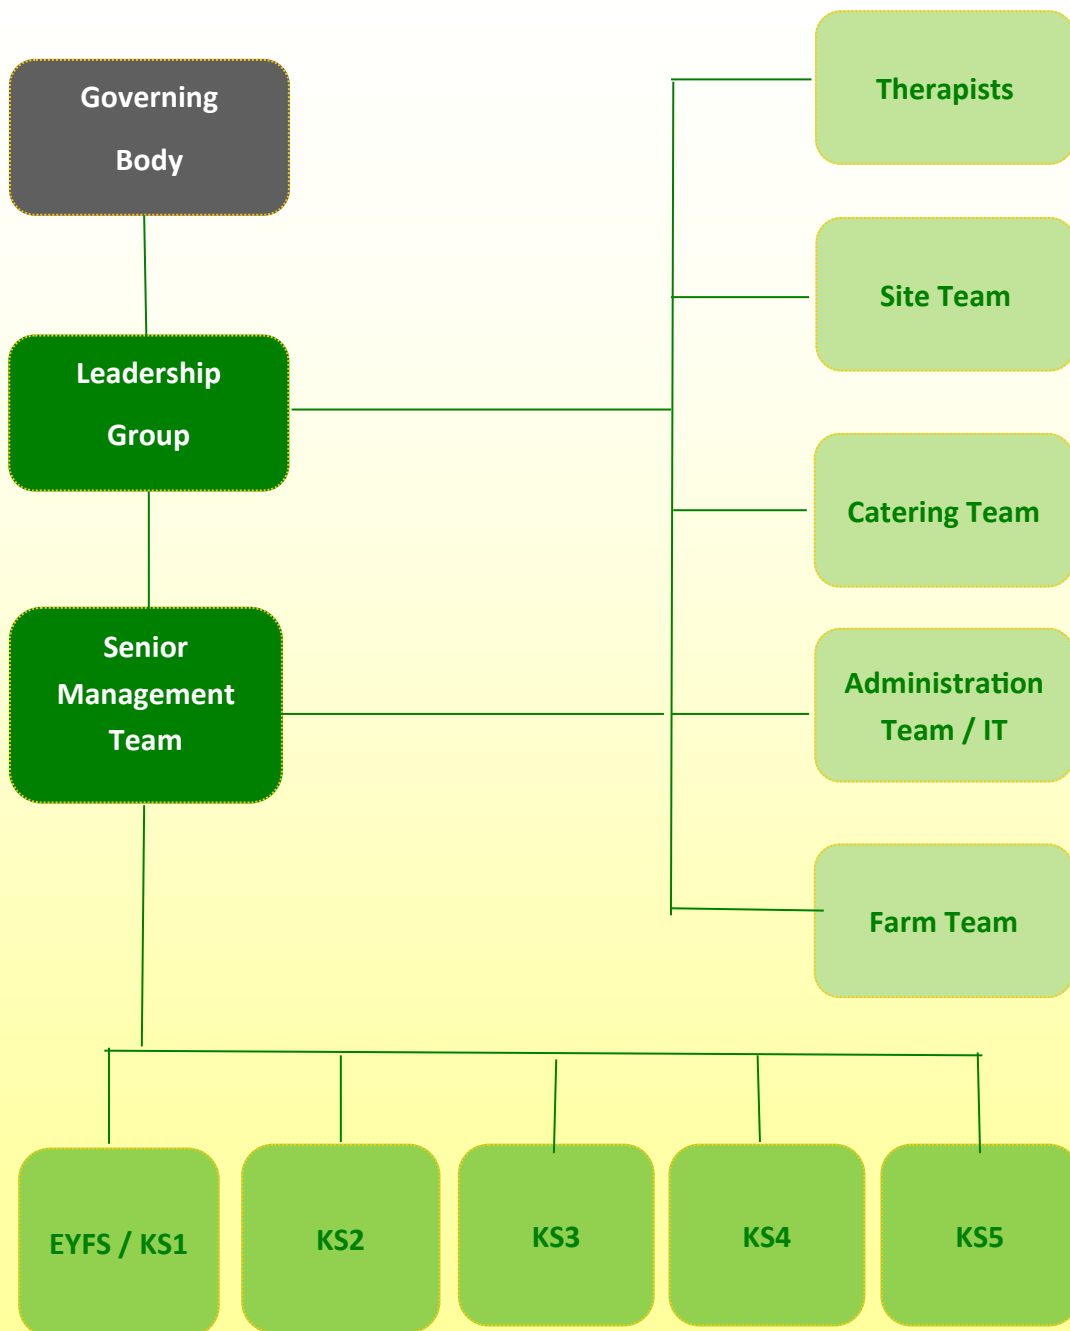 Governing
Body
Leadership
Group
Senior
Management
Team
Therapists
Site Team
Catering Team
Administration
Team / IT
Farm Team
EYFS / KS1
KS2
KS3
KS4
KS5